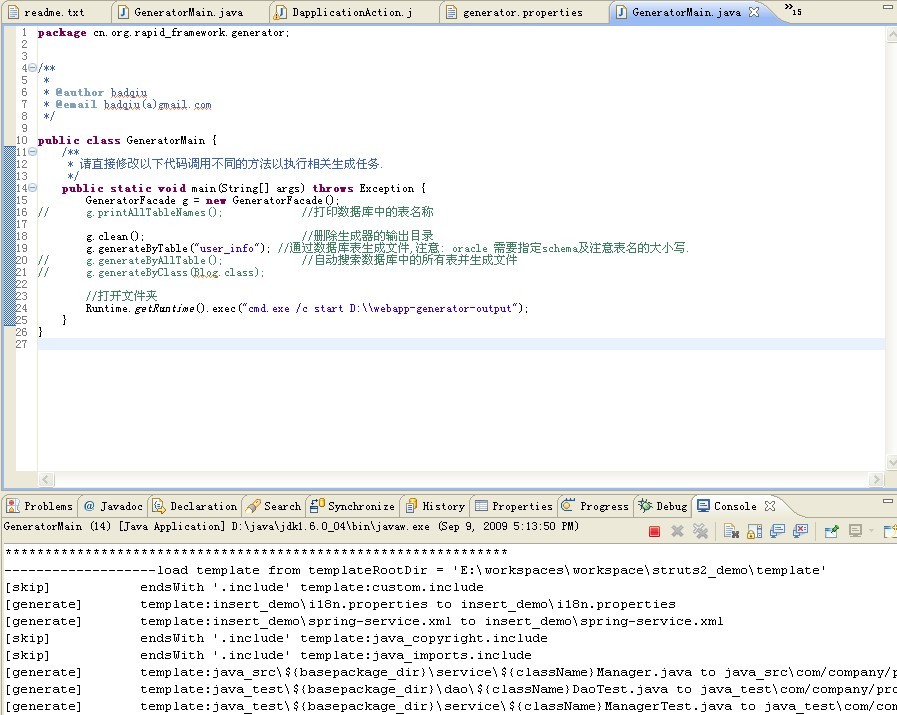 readme.txt GeneratorMain.java DapplicationAction.j generator.properties GeneratorMain.java »15
1 package cn.org.rapid_framework.generator;
2
3
4 /**
5 *
6 * @author badqiu
7 * @email badqiu(a)gmail.com
8 */
9
10 public class GeneratorMain {
11 /**
12 * 请直接修改以下代码调用不同的方法以执行相关生成任务.
13 */
14 public static void main(String[] args) throws Exception {
15 GeneratorFacade g = new GeneratorFacade();
16 // g.printAllTableNames(); //打印数据库中的表名称
17
18 g.clean(); //删除生成器的输出目录
19 g.generateByTable("user_info"); //通过数据库表生成文件,注意: oracle 需要指定schema及注意表名的大小写.
20 // g.generateByAllTable(); //自动搜索数据库中的所有表并生成文件
21 // g.generateByClass(Blog.class);
22
23 //打开文件夹
24 Runtime.getRuntime().exec("cmd.exe /c start D:\\webapp-generator-output");
25 }
26 }
27
Problems Javadoc Declaration Search Synchronize History Properties Progress Debug Console
GeneratorMain (14) [Java Application] D:\java\jdk1.6.0_04\bin\javaw.exe (Sep 9, 2009 5:13:50 PM)
***************************************************************
-------------------load template from templateRootDir = 'E:\workspaces\workspace\struts2_demo\template'
[skip] endsWith '.include' template:custom.include
[generate] template:insert_demo\i18n.properties to insert_demo\i18n.properties
[generate] template:insert_demo\spring-service.xml to insert_demo\spring-service.xml
[skip] endsWith '.include' template:java_copyright.include
[skip] endsWith '.include' template:java_imports.include
[generate] template:java_src\${basepackage_dir}\service\${className}Manager.java to java_src\com/company/p
[generate] template:java_test\${basepackage_dir}\dao\${className}DaoTest.java to java_test\com/company/pro
[generate] template:java_test\${basepackage_dir}\service\${className}ManagerTest.java to java_test\com/com